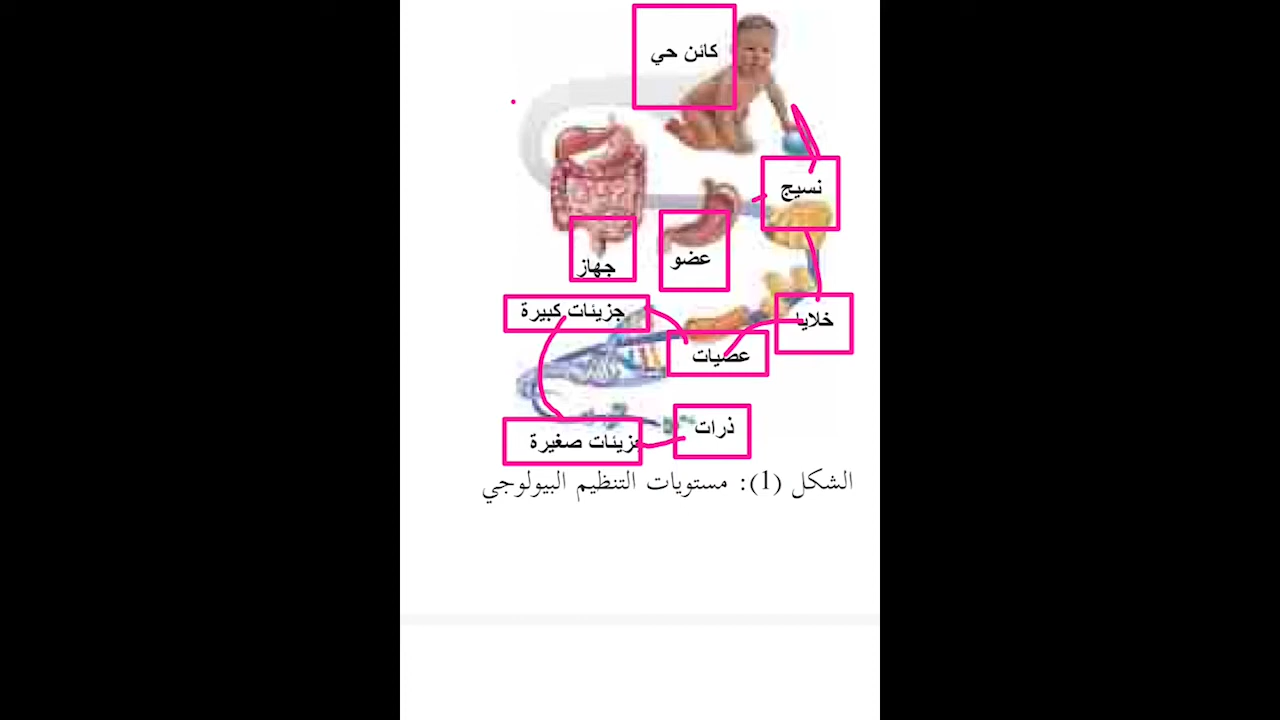 كائن حي
نسيج
عضو
جهاز
جزيئات كبيرة
خلايا
عضيات
ذرات
جزيئات صغيرة
الشكل (1): مستويات التنظيم البيولوجي